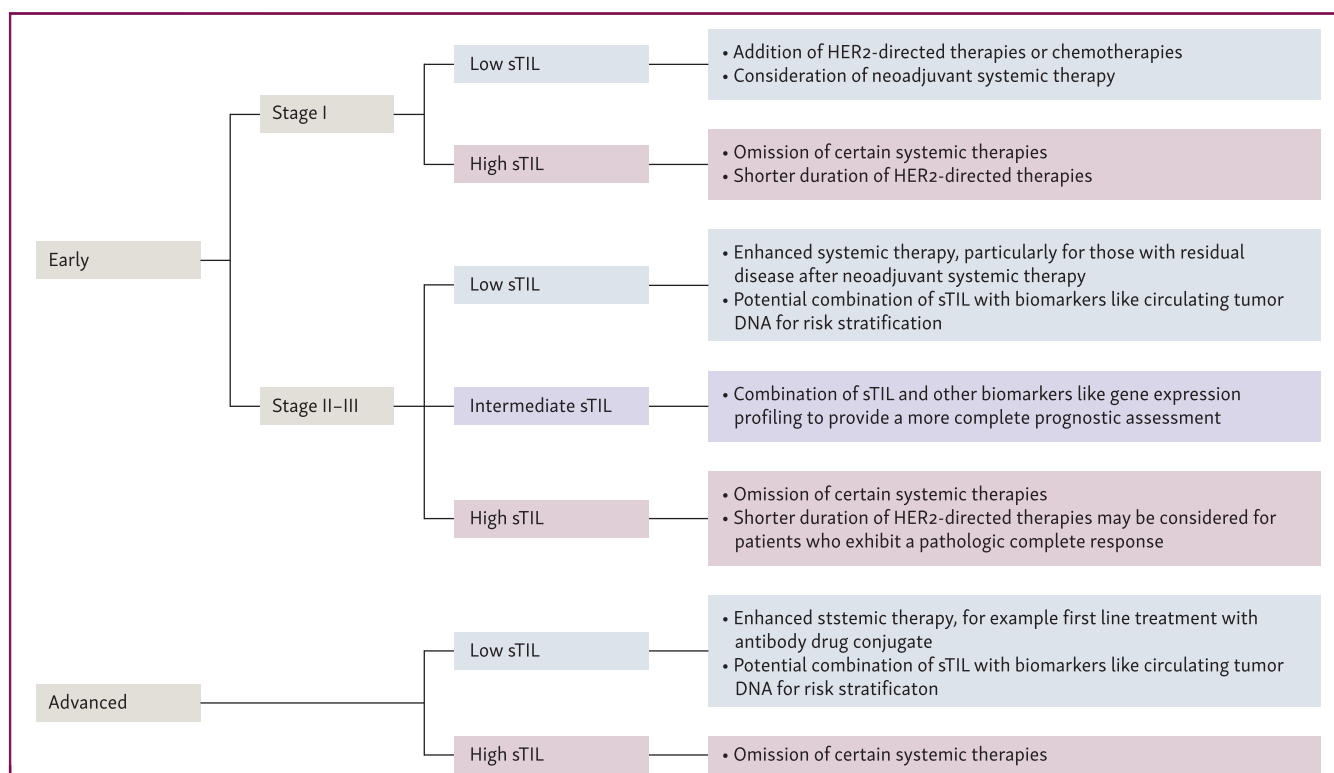 Early
Stage I
Low sTIL
• Addition of HER2-directed therapies or chemotherapies
• Consideration of neoadjuvant systemic therapy
High sTIL
• Omission of certain systemic therapies
• Shorter duration of HER2-directed therapies
Stage II–III
Low sTIL
• Enhanced systemic therapy, particularly for those with residual
disease after neoadjuvant systemic therapy
• Potential combination of sTIL with biomarkers like circulating tumor
DNA for risk stratification
Intermediate sTIL
• Combination of sTIL and other biomarkers like gene expression
profiling to provide a more complete prognostic assessment
High sTIL
• Omission of certain systemic therapies
• Shorter duration of HER2-directed therapies may be considered for
patients who exhibit a pathologic complete response
Advanced
Low sTIL
• Enhanced ststemic therapy, for example first line treatment with
antibody drug conjugate
• Potential combination of sTIL with biomarkers like circulating tumor
DNA for risk stratificaton
High sTIL
• Omission of certain systemic therapies